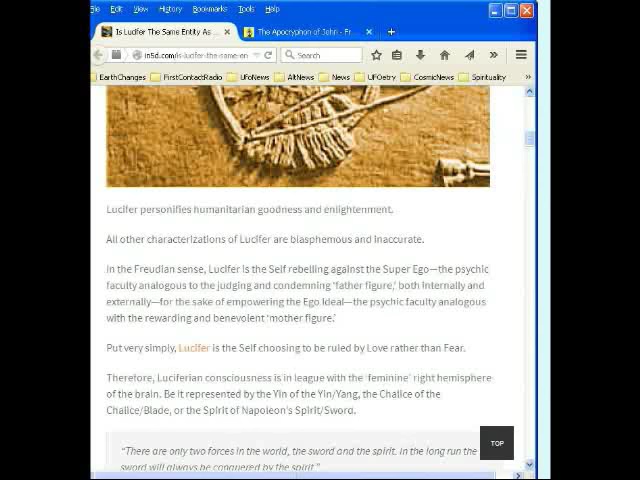 File Edit View History Bookmarks Tools Help
Is Lucifer The Same Entity As ...
The Apocryphon of John - Fr...
in5d.com/is-lucifer-the-same-en
Search
EarthChanges FirstContactRadio UfoNews AltNews News UFOetry CosmicNews Spirituality
Lucifer personifies humanitarian goodness and enlightenment.
All other characterizations of Lucifer are blasphemous and inaccurate.
In the Freudian sense, Lucifer is the Self rebelling against the Super Ego—the psychic
faculty analogous to the judging and condemning ‘father figure,’ both internally and
externally—for the sake of empowering the Ego Ideal—the psychic faculty analogous
with the rewarding and benevolent ‘mother figure.’
Put very simply, Lucifer is the Self choosing to be ruled by Love rather than Fear.
Therefore, Luciferian consciousness is in league with the ‘feminine’ right hemisphere
of the brain. Be it represented by the Yin of the Yin/Yang, the Chalice of the
Chalice/Blade, or the Spirit of Napoleon’s Spirit/Sword.
“There are only two forces in the world, the sword and the spirit. In the long run the
sword will always be conquered by the spirit.”
TOP